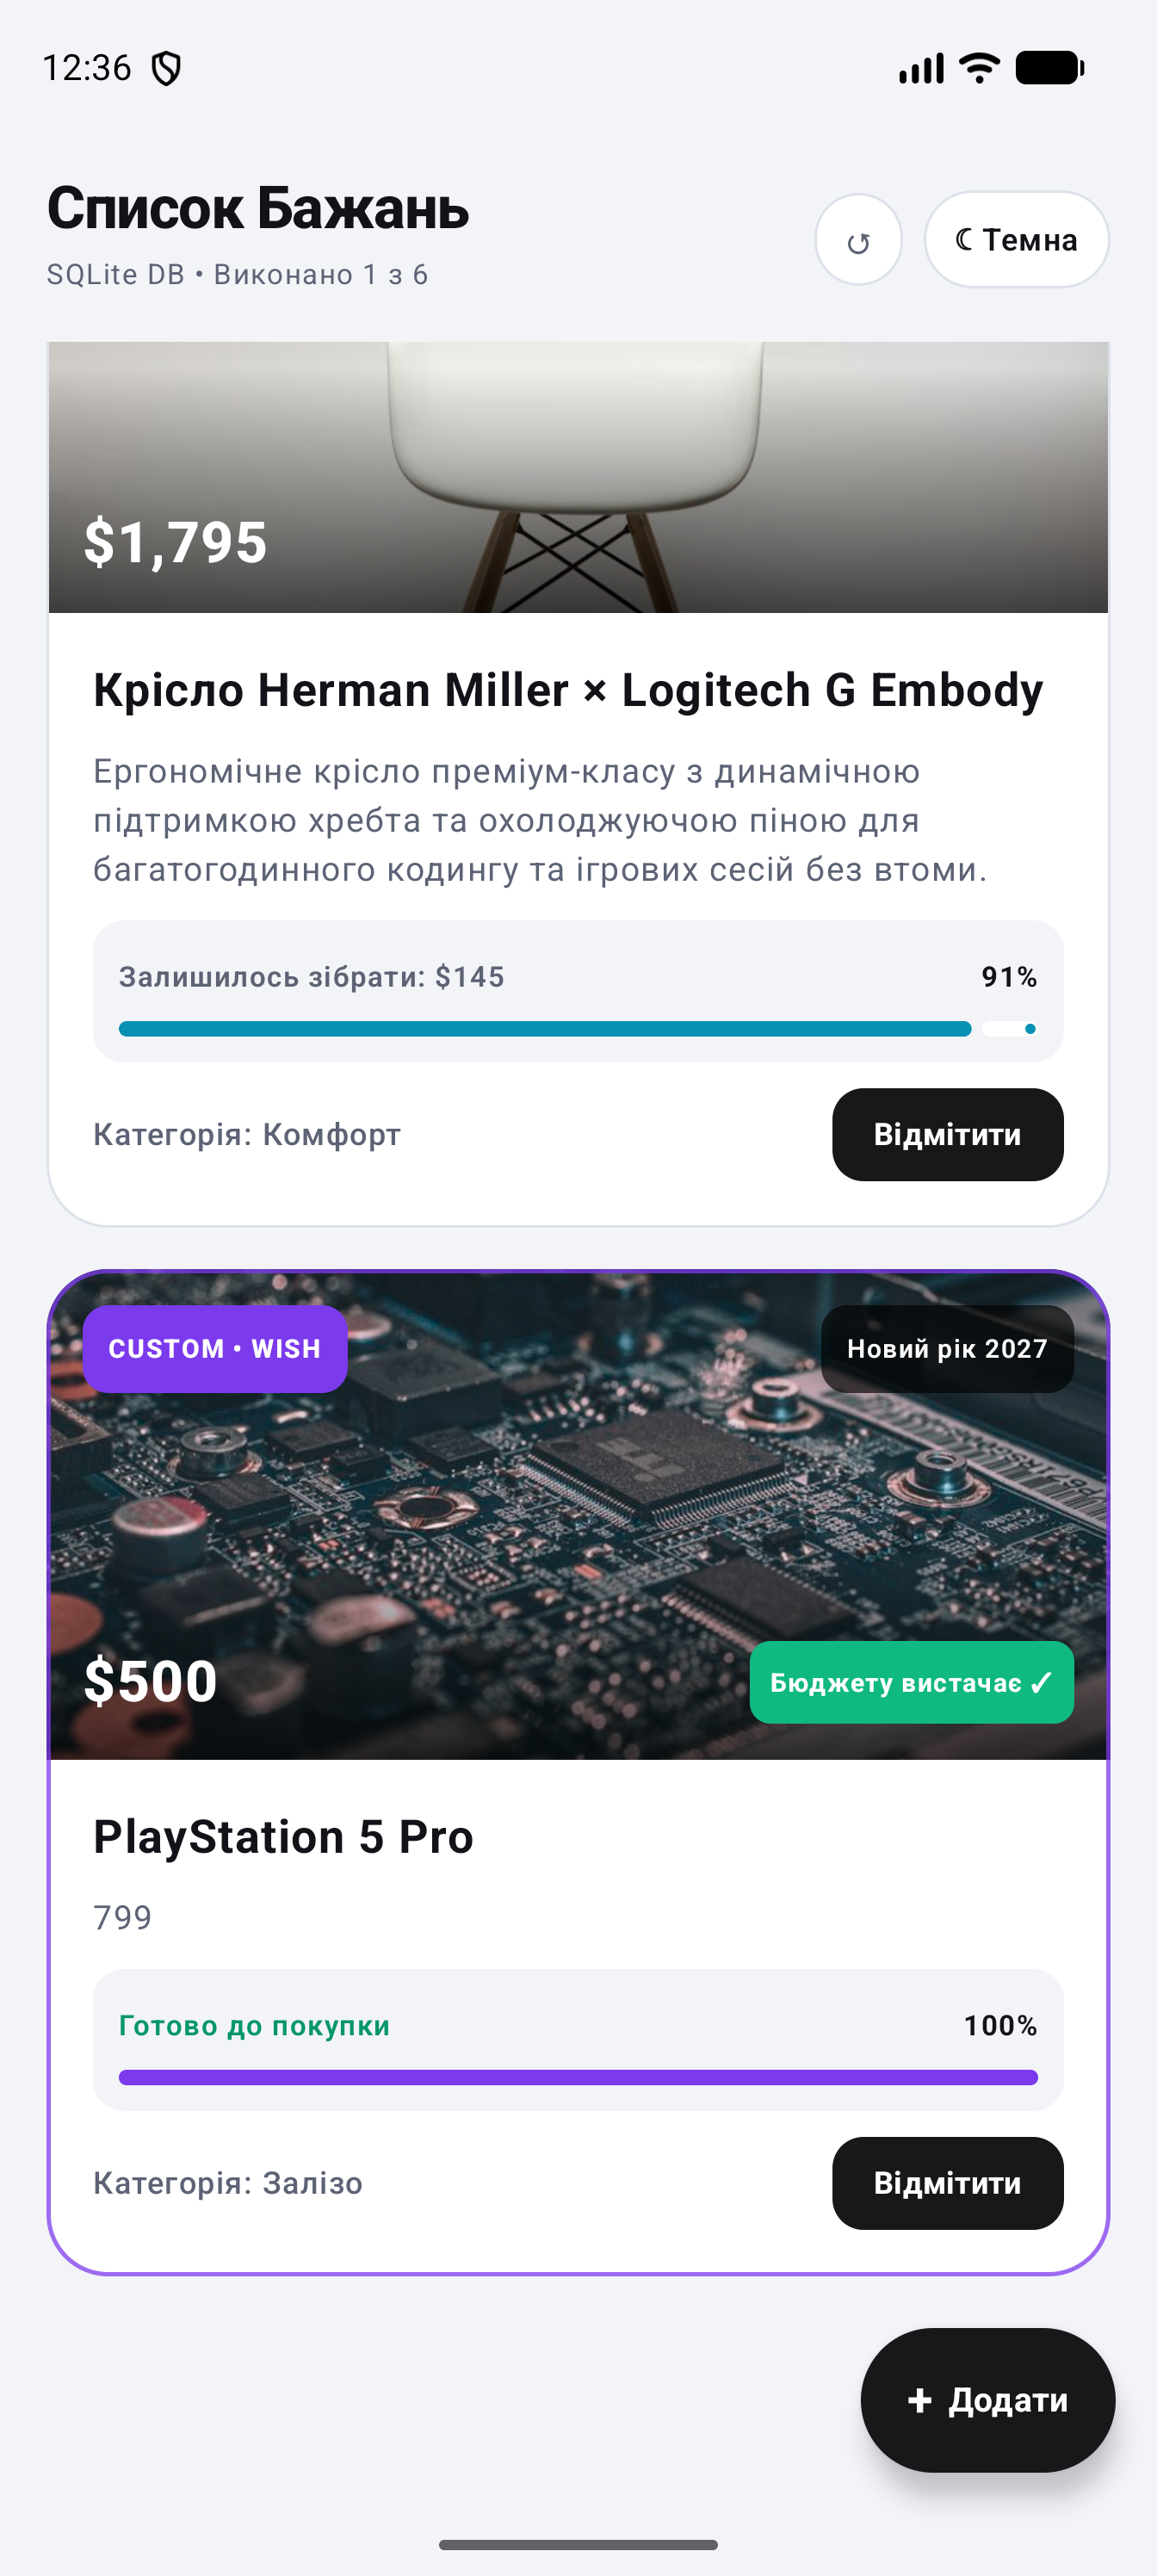 12:36
Список Бажань
SQLite DB • Виконано 1 з 6
↺
☾ Темна
$1,795
Крісло Herman Miller × Logitech G Embody
Ергономічне крісло преміум-класу з динамічною
підтримкою хребта та охолоджуючою піною для
багатогодинного кодингу та ігрових сесій без втоми.
Залишилось зібрати: $145
91%
Категорія: Комфорт
Відмітити
CUSTOM • WISH
Новий рік 2027
$500
Бюджету вистачає ✓
PlayStation 5 Pro
799
Готово до покупки
100%
Категорія: Залізо
Відмітити
+ Додати